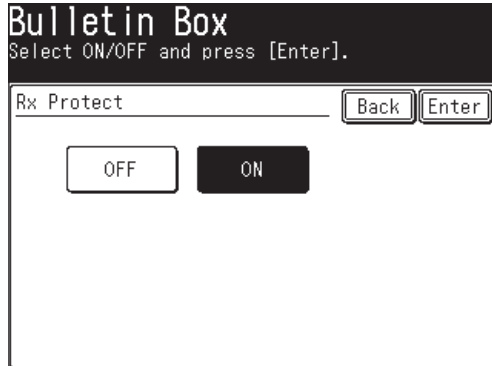 Bulletin Box
Select ON/OFF and press [Enter].
Rx Protect Back Enter
OFF ON